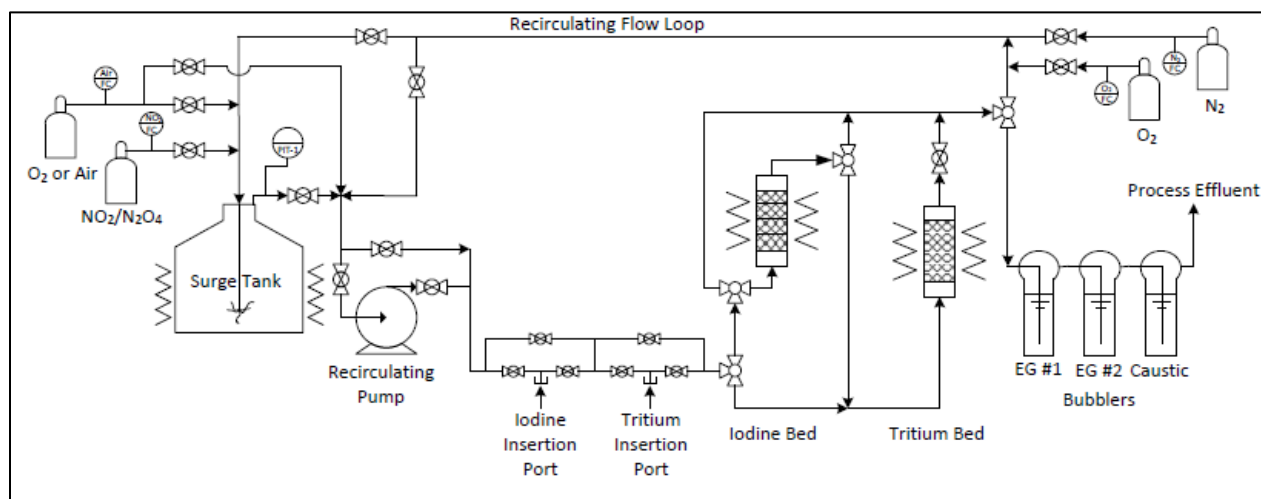 Recirculating Flow Loop
Air
FC
NO
FC
PIT-1
N₂
FC
O₂
FC
N₂
O₂
O₂ or Air
NO₂/N₂O₄
Process Effluent
Surge Tank
Recirculating
Pump
EG #1 EG #2 Caustic
Bubblers
Iodine
Insertion
Port
Tritium
Insertion
Port
Iodine Bed
Tritium Bed